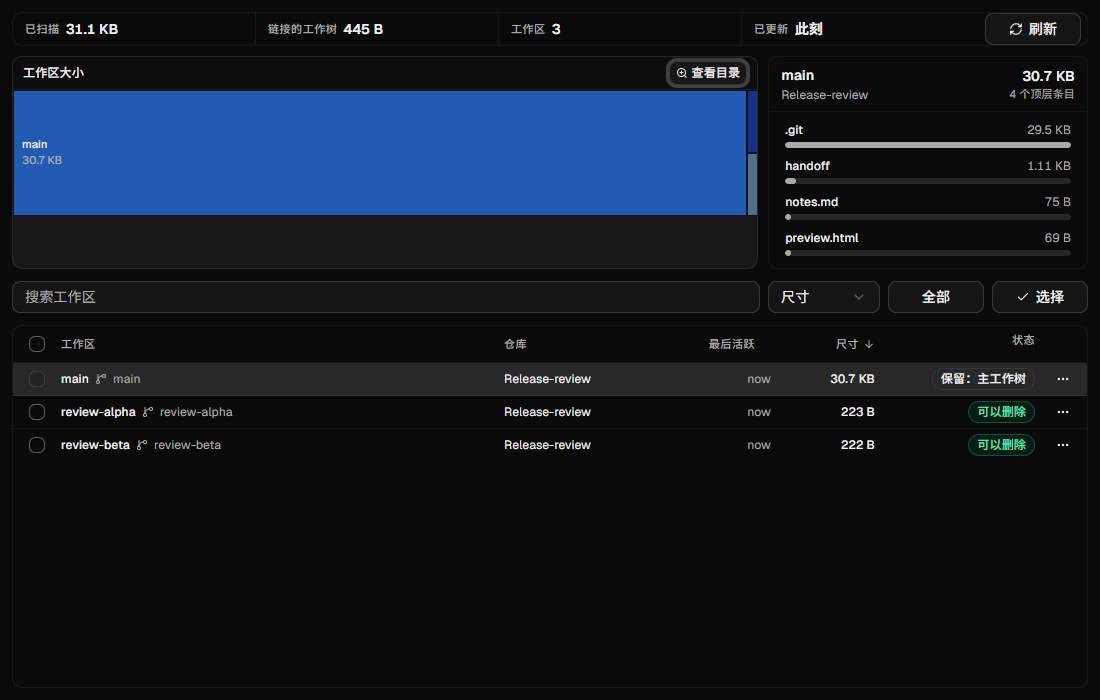 已扫描 31.1 KB
链接的工作树 445 B
工作区 3
已更新 此刻
刷新
工作区大小
查看目录
main
30.7 KB
main 30.7 KB
Release-review 4 个顶层条目
.git 29.5 KB
handoff 1.11 KB
notes.md 75 B
preview.html 69 B
搜索工作区
尺寸
全部
选择
工作区 仓库 最后活跃 尺寸 状态
main main Release-review now 30.7 KB 保留：主工作树
review-alpha review-alpha Release-review now 223 B 可以删除
review-beta review-beta Release-review now 222 B 可以删除